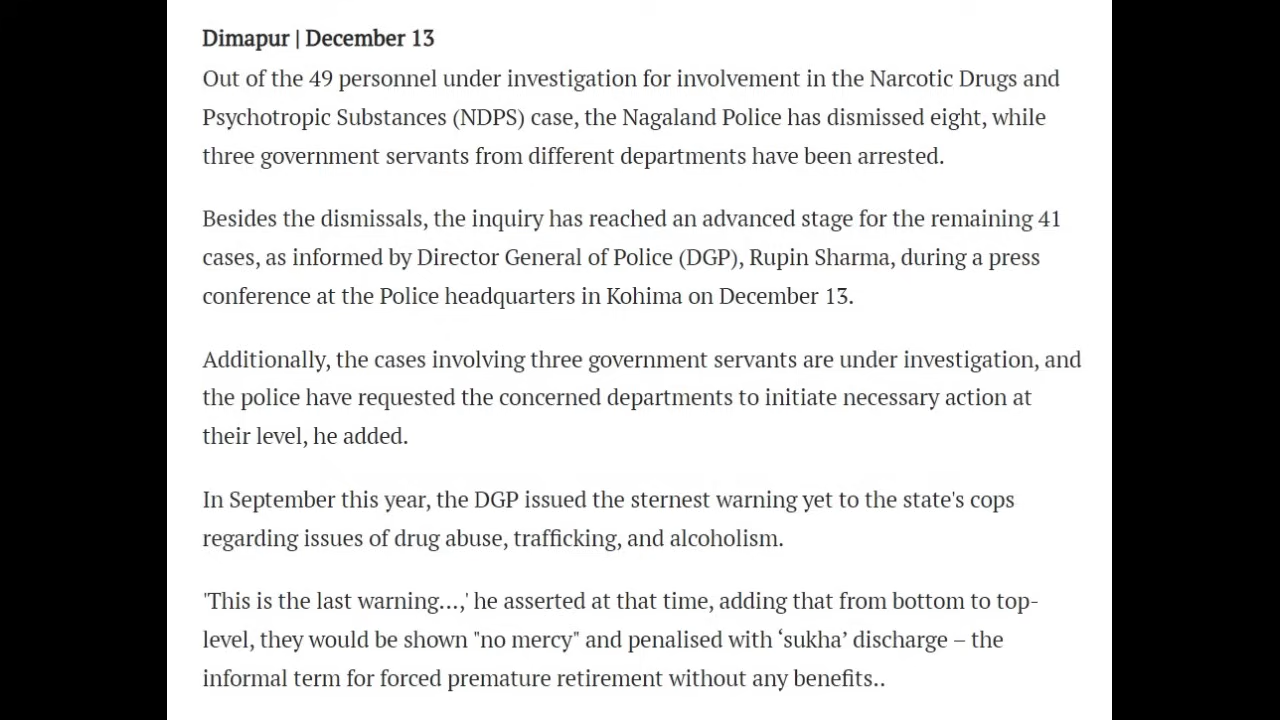 Dimapur | December 13
Out of the 49 personnel under investigation for involvement in the Narcotic Drugs and
Psychotropic Substances (NDPS) case, the Nagaland Police has dismissed eight, while
three government servants from different departments have been arrested.
Besides the dismissals, the inquiry has reached an advanced stage for the remaining 41
cases, as informed by Director General of Police (DGP), Rupin Sharma, during a press
conference at the Police headquarters in Kohima on December 13.
Additionally, the cases involving three government servants are under investigation, and
the police have requested the concerned departments to initiate necessary action at
their level, he added.
In September this year, the DGP issued the sternest warning yet to the state's cops
regarding issues of drug abuse, trafficking, and alcoholism.
'This is the last warning...,' he asserted at that time, adding that from bottom to top-
level, they would be shown "no mercy" and penalised with ‘sukha’ discharge – the
informal term for forced premature retirement without any benefits..